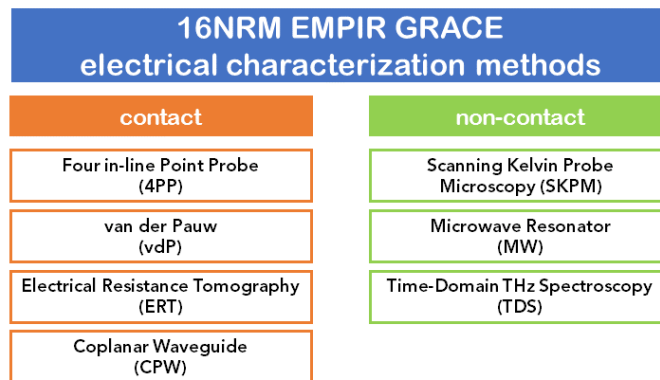 16NRM EMPIR GRACE
electrical characterization methods
contact
Four in-line Point Probe
(4PP)
van der Pauw
(vdP)
Electrical Resistance Tomography
(ERT)
Coplanar Waveguide
(CPW)
non-contact
Scanning Kelvin Probe
Microscopy (SKPM)
Microwave Resonator
(MW)
Time-Domain THz Spectroscopy
(TDS)